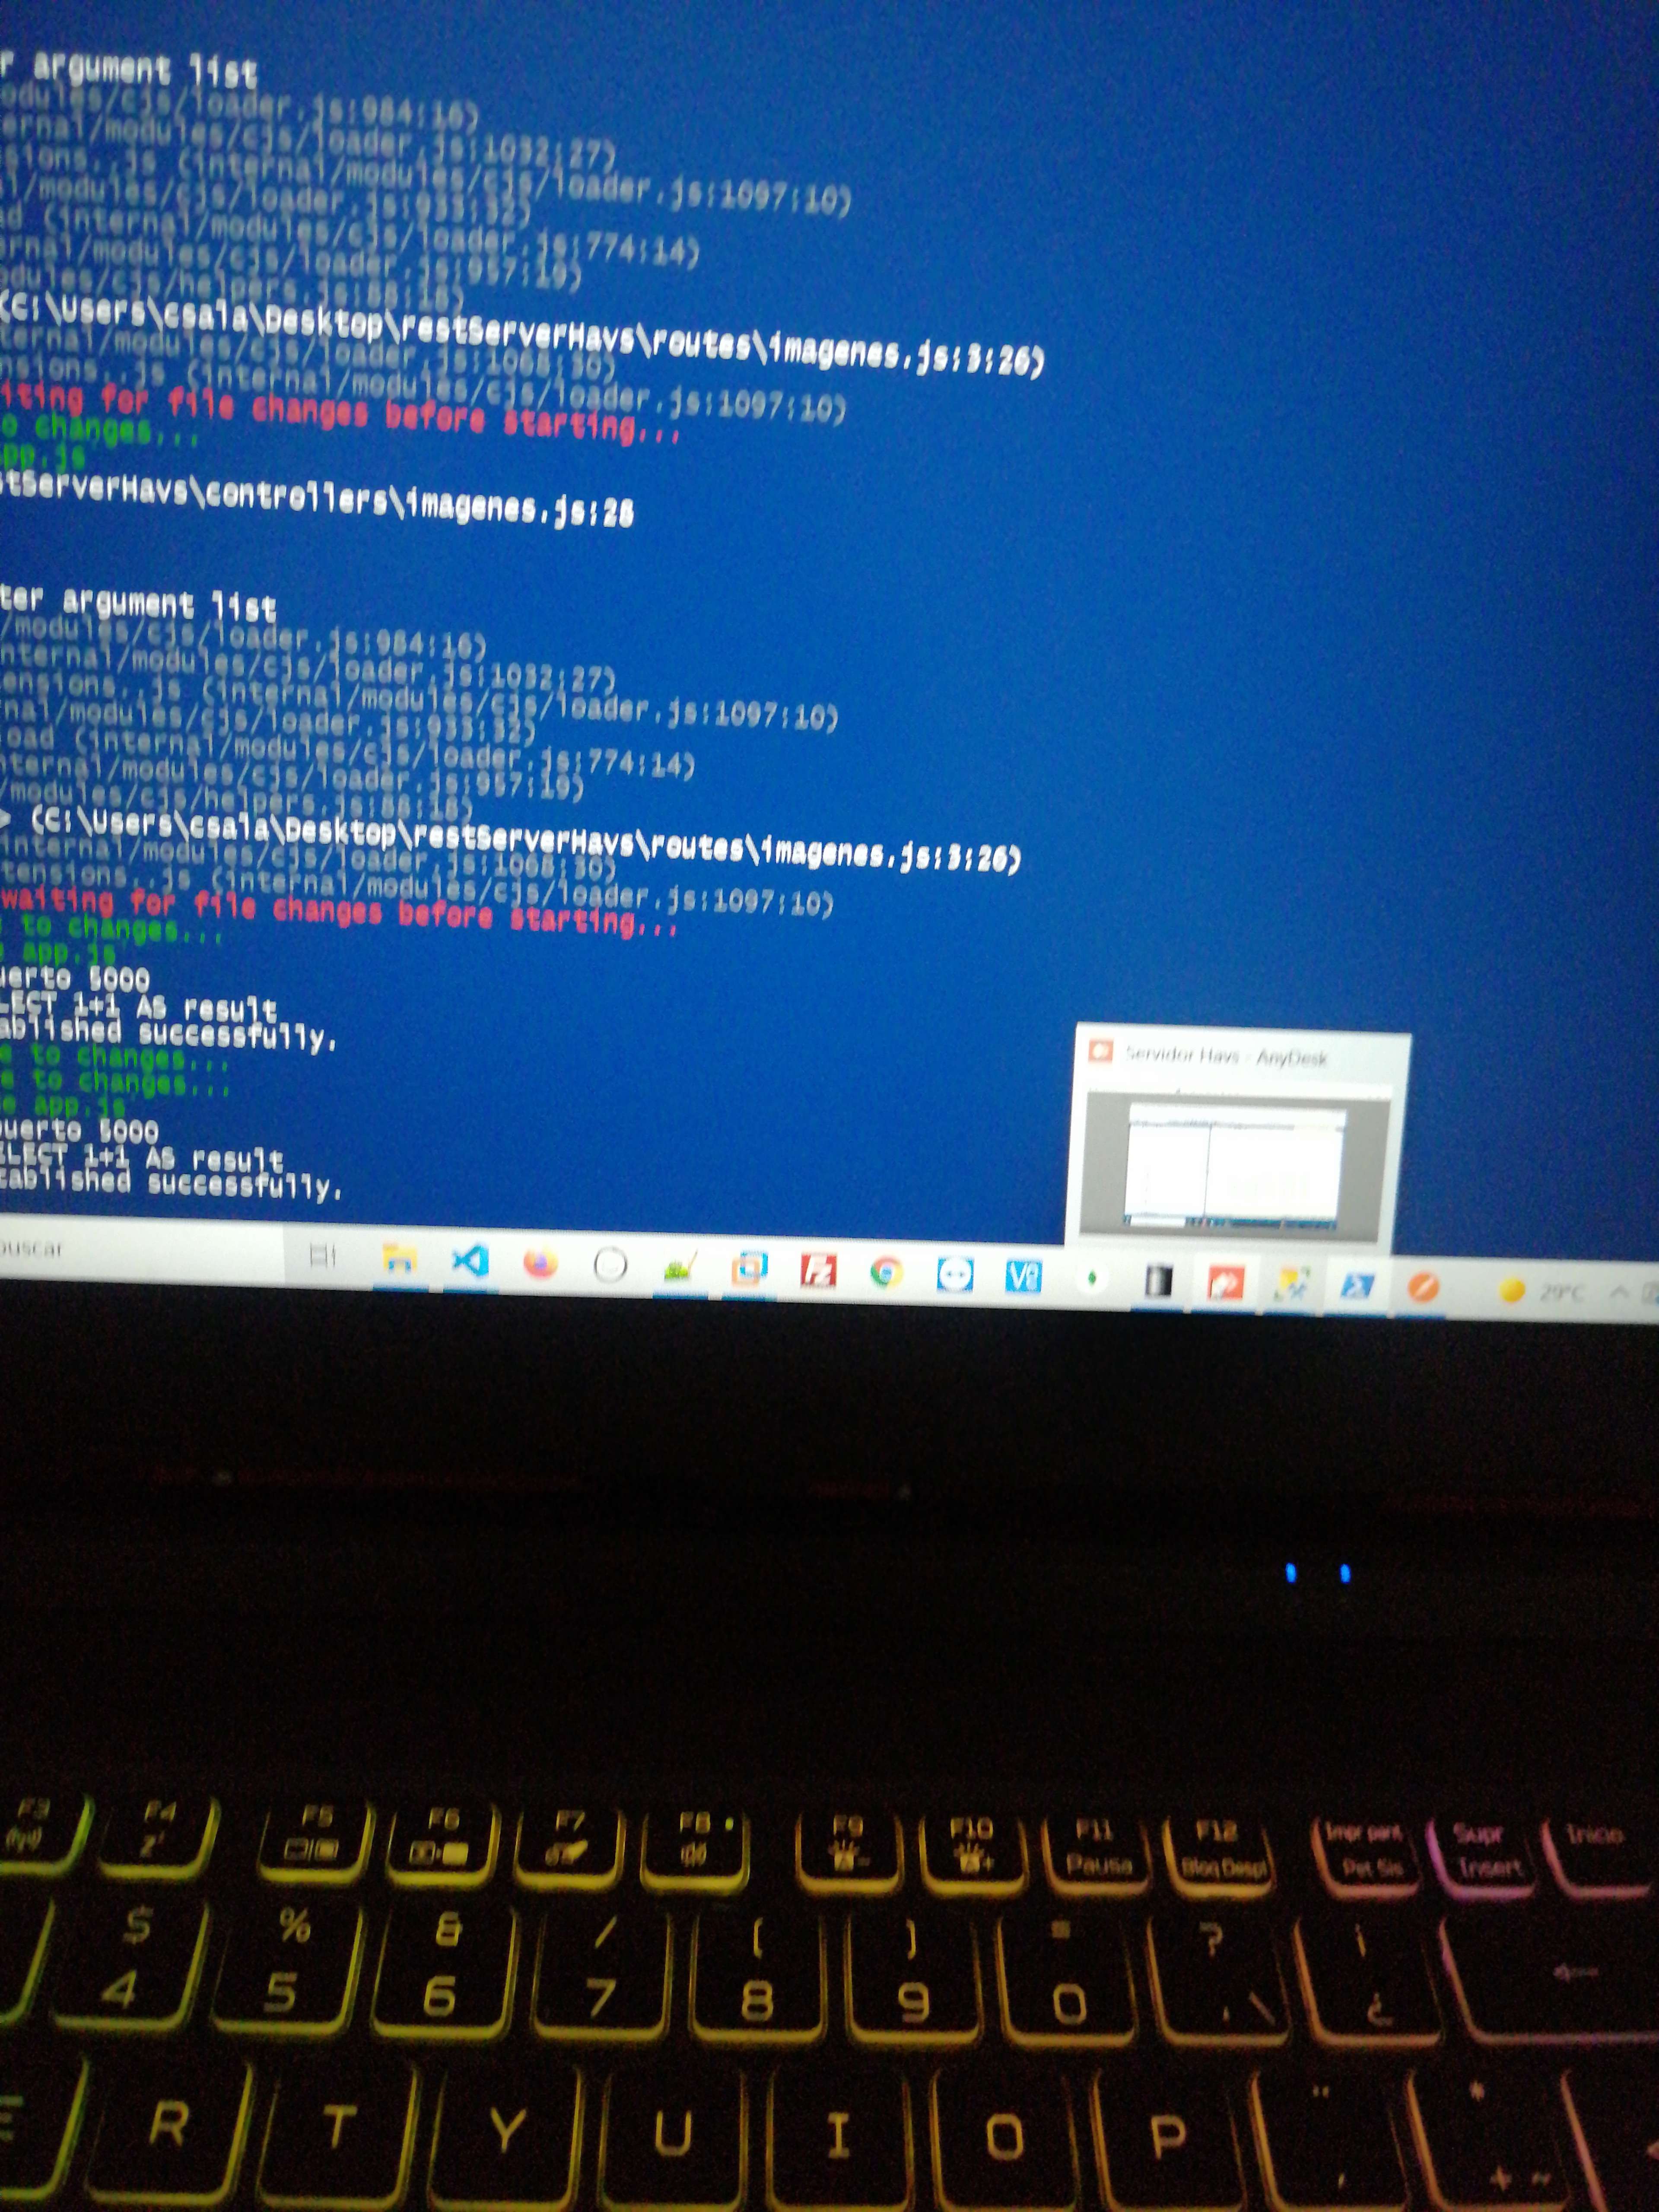 r argument list
odules/cjs/loader.js:984:16)
ernal/modules/cjs/loader.js:1032:27)
sions..js (internal/modules/cjs/loader.js:1097:10)
l/modules/cjs/loader.js:933:32)
ad (internal/modules/cjs/loader.js:774:14)
ernal/modules/cjs/loader.js:957:19)
odules/cjs/helpers.js:88:18)
(C:\Users\csala\Desktop\restServerHavs\routes\imagenes.js:3:26)
ternal/modules/cjs/loader.js:1068:30)
nsions..js (internal/modules/cjs/loader.js:1097:10)
iting for file changes before starting...
o changes...
pp.js
stServerHavs\controllers\imagenes.js:28
ter argument list
/modules/cjs/loader.js:984:16)
nternal/modules/cjs/loader.js:1032:27)
ensions..js (internal/modules/cjs/loader.js:1097:10)
rnal/modules/cjs/loader.js:933:32)
oad (internal/modules/cjs/loader.js:774:14)
nternal/modules/cjs/loader.js:957:19)
/modules/cjs/helpers.js:88:18)
> (C:\Users\csala\Desktop\restServerHavs\routes\imagenes.js:3:26)
internal/modules/cjs/loader.js:1068:30)
tensions..js (internal/modules/cjs/loader.js:1097:10)
waiting for file changes before starting...
to changes...
e app.js
uerto 5000
LECT 1+1 AS result
ablished successfully.
e to changes...
e to changes...
e app.js
uerto 5000
ELECT 1+1 AS result
tablished successfully.
Servidor Havs - AnyDesk
buscar
Fz
29°C
F3
F4
F5
F6
F7
F8
F9
F10
F11
Pausa
F12
Bloq Despl
Impr pant
Pet Sis
Supr
Insert
Inicio
$ % & / ( ) = ? ¡
4 5 6 7 8 9 0 ' \ ¿
E R T Y U I O P
¨ *
+ ~